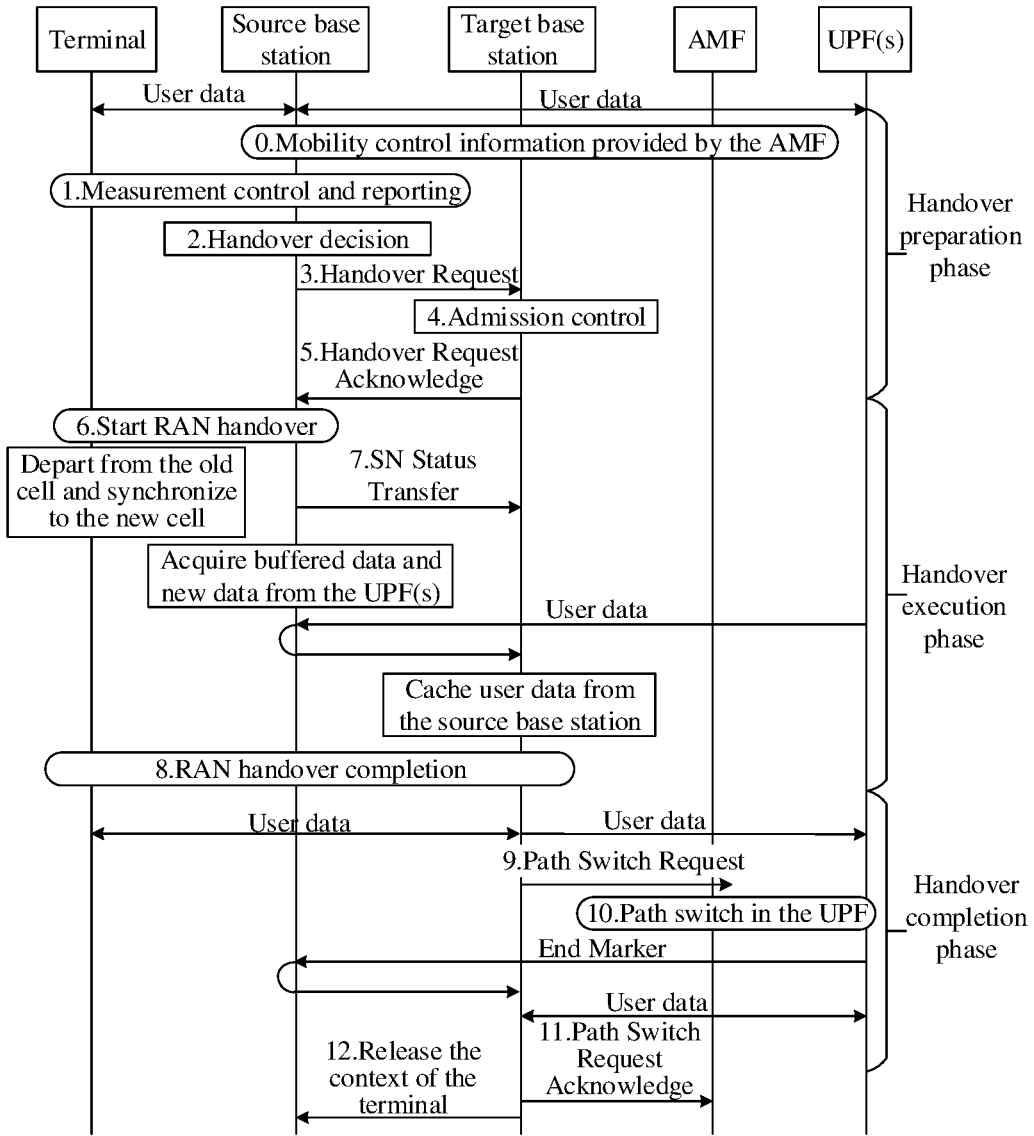 Terminal
Source base
station
Target base
station
AMF
UPF(s)
User data
User data
0.Mobility control information provided by the AMF
1.Measurement control and reporting
2.Handover decision
3.Handover Request
4.Admission control
5.Handover Request
Acknowledge
Handover
preparation
phase
6.Start RAN handover
Depart from the old
cell and synchronize
to the new cell
7.SN Status
Transfer
Acquire buffered data and
new data from the UPF(s)
User data
Cache user data from
the source base station
8.RAN handover completion
Handover
execution
phase
User data
User data
9.Path Switch Request
10.Path switch in the UPF
End Marker
User data
11.Path Switch
Request
Acknowledge
12.Release the
context of the
terminal
Handover
completion
phase